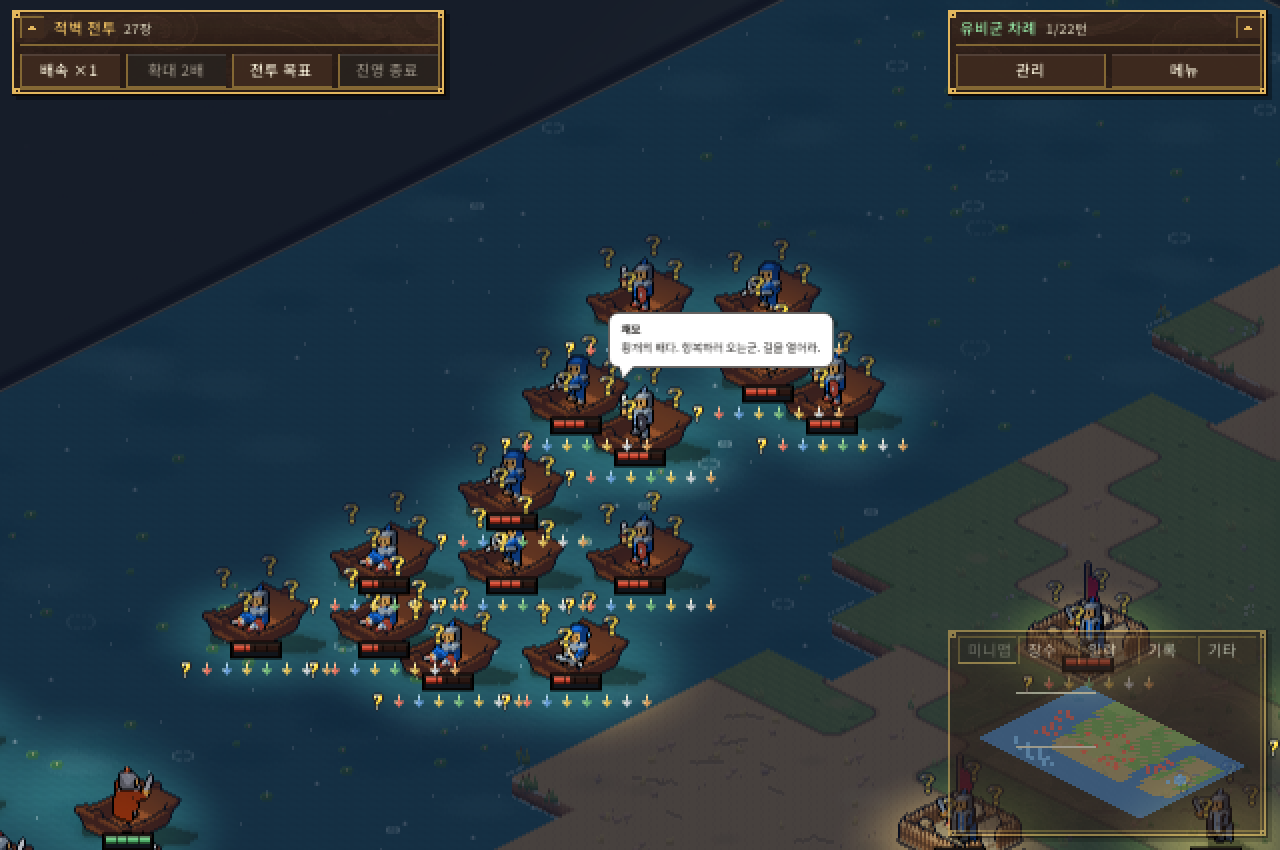 적벽 전투 27장
배속 ×1
확대 2배
전투 목표
진영 종료
유비군 차례 1/22턴
관리
메뉴
채모
황개의 배다. 항복하러 오는군. 길을 열어라.
미니맵
장수
기록
기타